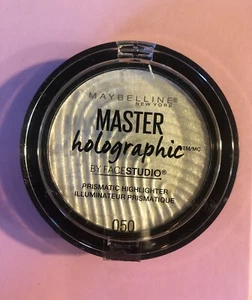 MAYBELLINE®
NEW YORK
MASTER
holographic TM/MC
BY FACESTUDIO®
PRISMATIC HIGHLIGHTER
ILLUMINATEUR PRISMATIQUE
050